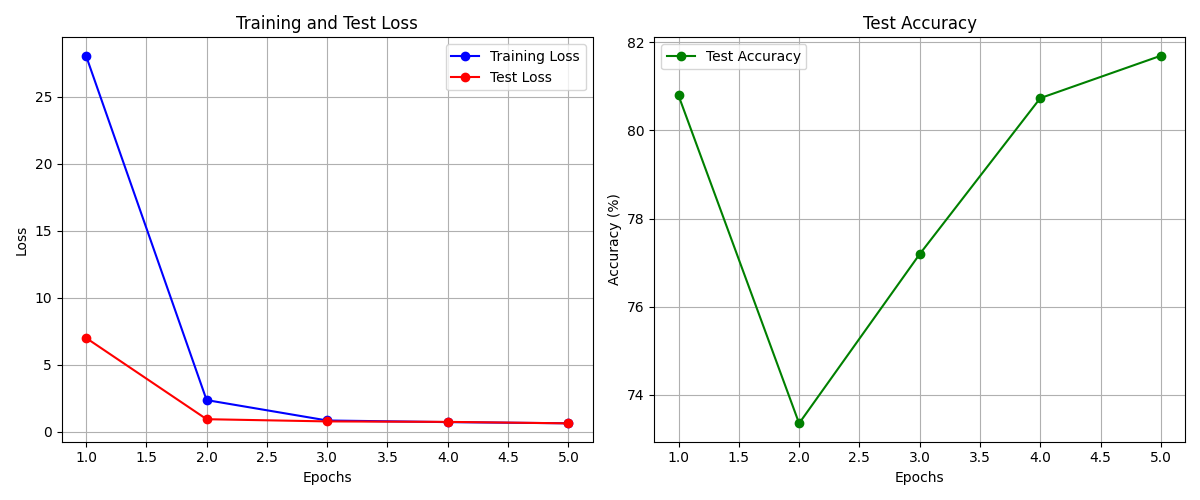 Training and Test Loss
Training Loss
Test Loss
Loss
25
20
15
10
5
0
1.0 1.5 2.0 2.5 3.0 3.5 4.0 4.5 5.0
Epochs
Test Accuracy
Test Accuracy
Accuracy (%)
82
80
78
76
74
1.0 1.5 2.0 2.5 3.0 3.5 4.0 4.5 5.0
Epochs